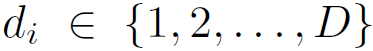 d_i ∈ {1, 2, . . . , D}